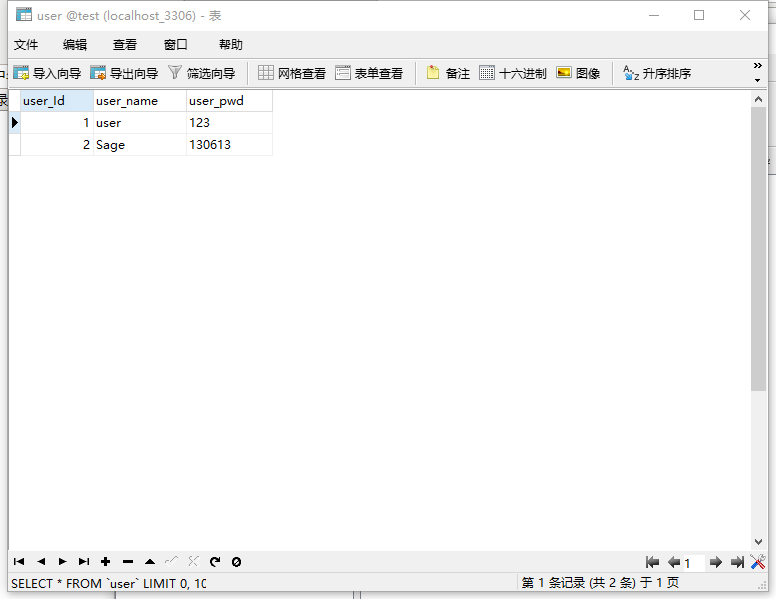 user @test (localhost_3306) - 表
文件 编辑 查看 窗口 帮助
导入向导 导出向导 筛选向导 网格查看 表单查看 备注 十六进制 图像 升序排序
user_Id user_name user_pwd
1 user 123
2 Sage 130613
1
SELECT * FROM `user` LIMIT 0, 10 第 1 条记录 (共 2 条) 于 1 页